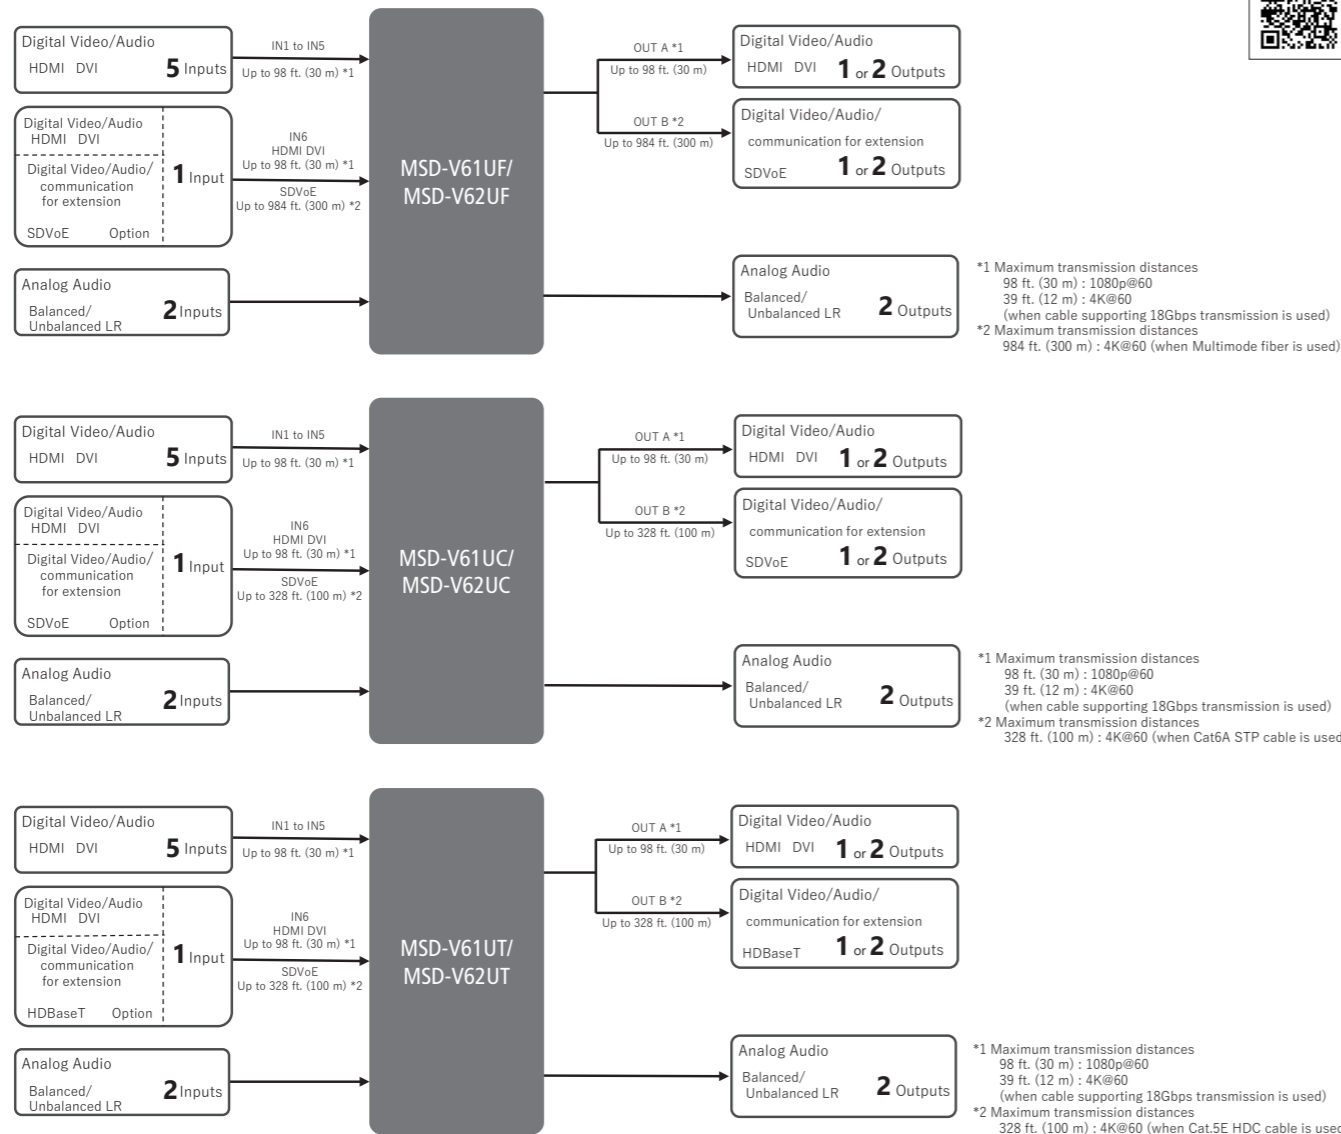 Digital Video/Audio
HDMI DVI 5 Inputs
IN1 to IN5
Up to 98 ft. (30 m) *1
Digital Video/Audio
HDMI DVI
Digital Video/Audio/
communication
for extension
SDVoE Option
1 Input
IN6
HDMI DVI
Up to 98 ft. (30 m) *1
SDVoE
Up to 984 ft. (300 m) *2
Analog Audio
Balanced/
Unbalanced LR
2 Inputs
MSD-V61UF/
MSD-V62UF
OUT A *1
Up to 98 ft. (30 m)
Digital Video/Audio
HDMI DVI 1 or 2 Outputs
OUT B *2
Up to 984 ft. (300 m)
Digital Video/Audio/
communication for extension
SDVoE 1 or 2 Outputs
Analog Audio
Balanced/
Unbalanced LR
2 Outputs
*1 Maximum transmission distances
98 ft. (30 m) : 1080p@60
39 ft. (12 m) : 4K@60
(when cable supporting 18Gbps transmission is used)
*2 Maximum transmission distances
984 ft. (300 m) : 4K@60 (when Multimode fiber is used)
Digital Video/Audio
HDMI DVI 5 Inputs
IN1 to IN5
Up to 98 ft. (30 m) *1
Digital Video/Audio
HDMI DVI
Digital Video/Audio/
communication
for extension
SDVoE Option
1 Input
IN6
HDMI DVI
Up to 98 ft. (30 m) *1
SDVoE
Up to 328 ft. (100 m) *2
Analog Audio
Balanced/
Unbalanced LR
2 Inputs
MSD-V61UC/
MSD-V62UC
OUT A *1
Up to 98 ft. (30 m)
Digital Video/Audio
HDMI DVI 1 or 2 Outputs
OUT B *2
Up to 328 ft. (100 m)
Digital Video/Audio/
communication for extension
SDVoE 1 or 2 Outputs
Analog Audio
Balanced/
Unbalanced LR
2 Outputs
*1 Maximum transmission distances
98 ft. (30 m) : 1080p@60
39 ft. (12 m) : 4K@60
(when cable supporting 18Gbps transmission is used)
*2 Maximum transmission distances
328 ft. (100 m) : 4K@60 (when Cat6A STP cable is used
Digital Video/Audio
HDMI DVI 5 Inputs
IN1 to IN5
Up to 98 ft. (30 m) *1
Digital Video/Audio
HDMI DVI
Digital Video/Audio/
communication
for extension
HDBaseT Option
1 Input
IN6
HDMI DVI
Up to 98 ft. (30 m) *1
SDVoE
Up to 328 ft. (100 m) *2
Analog Audio
Balanced/
Unbalanced LR
2 Inputs
MSD-V61UT/
MSD-V62UT
OUT A *1
Up to 98 ft. (30 m)
Digital Video/Audio
HDMI DVI 1 or 2 Outputs
OUT B *2
Up to 328 ft. (100 m)
Digital Video/Audio/
communication for extension
HDBaseT 1 or 2 Outputs
Analog Audio
Balanced/
Unbalanced LR
2 Outputs
*1 Maximum transmission distances
98 ft. (30 m) : 1080p@60
39 ft. (12 m) : 4K@60
(when cable supporting 18Gbps transmission is used)
*2 Maximum transmission distances
328 ft. (100 m) : 4K@60 (when Cat.5E HDC cable is used